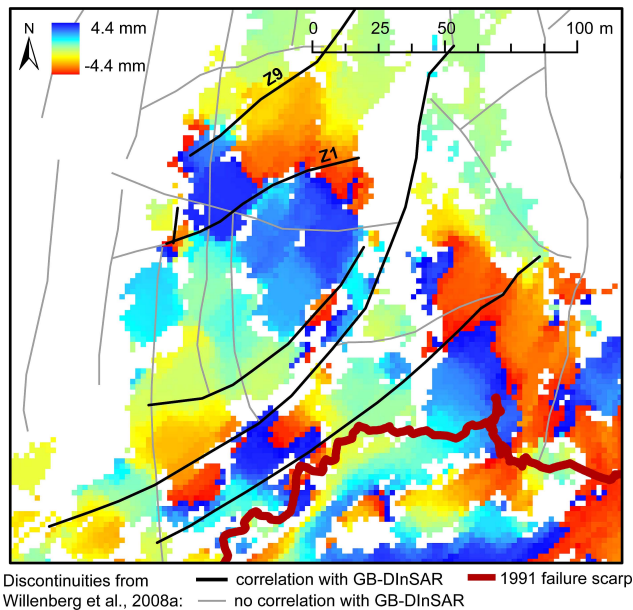 N
4.4 mm
-4.4 mm
0 25 50 100 m
Z9
Z1
Discontinuities from correlation with GB-DInSAR 1991 failure scarp
Willenberg et al., 2008a: no correlation with GB-DInSAR